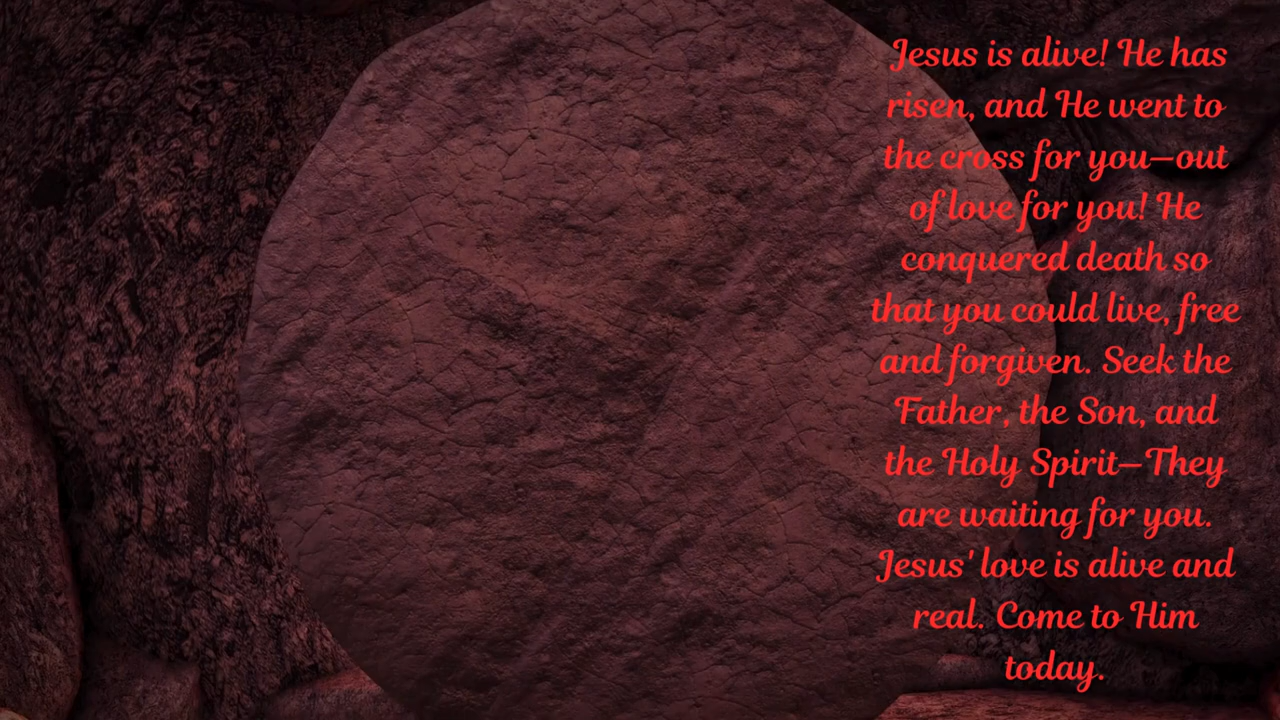 Jesus is alive! He has
risen, and He went to
the cross for you—out
of love for you! He
conquered death so
that you could live, free
and forgiven. Seek the
Father, the Son, and
the Holy Spirit—They
are waiting for you.
Jesus' love is alive and
real. Come to Him
today.